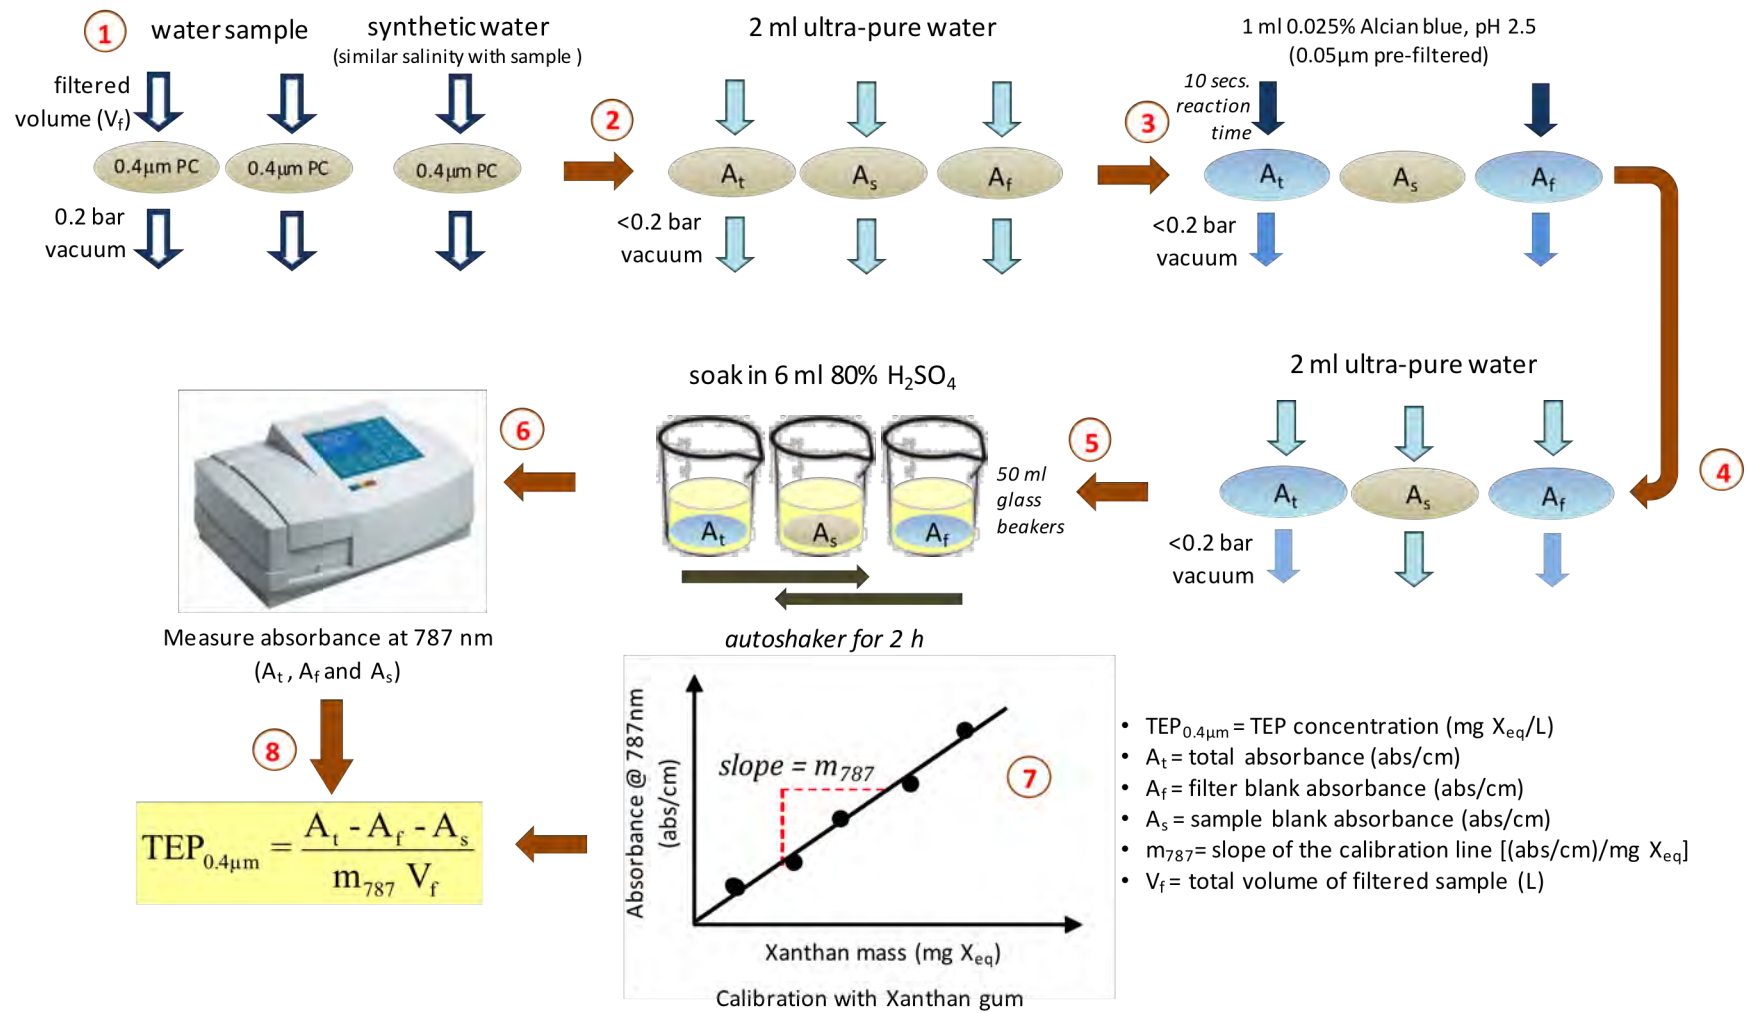 1
water sample
synthetic water
(similar salinity with sample )
filtered
volume (Vf)
0.4µm PC
0.4µm PC
0.4µm PC
0.2 bar
vacuum
2
2 ml ultra-pure water
At
As
Af
<0.2 bar
vacuum
3
1 ml 0.025% Alcian blue, pH 2.5
(0.05µm pre-filtered)
10 secs.
reaction
time
At
As
Af
<0.2 bar
vacuum
4
2 ml ultra-pure water
At
As
Af
<0.2 bar
vacuum
5
soak in 6 ml 80% H2SO4
At
As
Af
50 ml
glass
beakers
autoshaker for 2 h
6
Measure absorbance at 787 nm
(At , Af and As)
7
Absorbance @ 787nm
(abs/cm)
slope = m787
Xanthan mass (mg Xeq)
Calibration with Xanthan gum
8
TEP0.4µm = At - Af - As
m787 Vf
• TEP0.4µm = TEP concentration (mg Xeq/L)
• At = total absorbance (abs/cm)
• Af = filter blank absorbance (abs/cm)
• As = sample blank absorbance (abs/cm)
• m787= slope of the calibration line [(abs/cm)/mg Xeq]
• Vf = total volume of filtered sample (L)